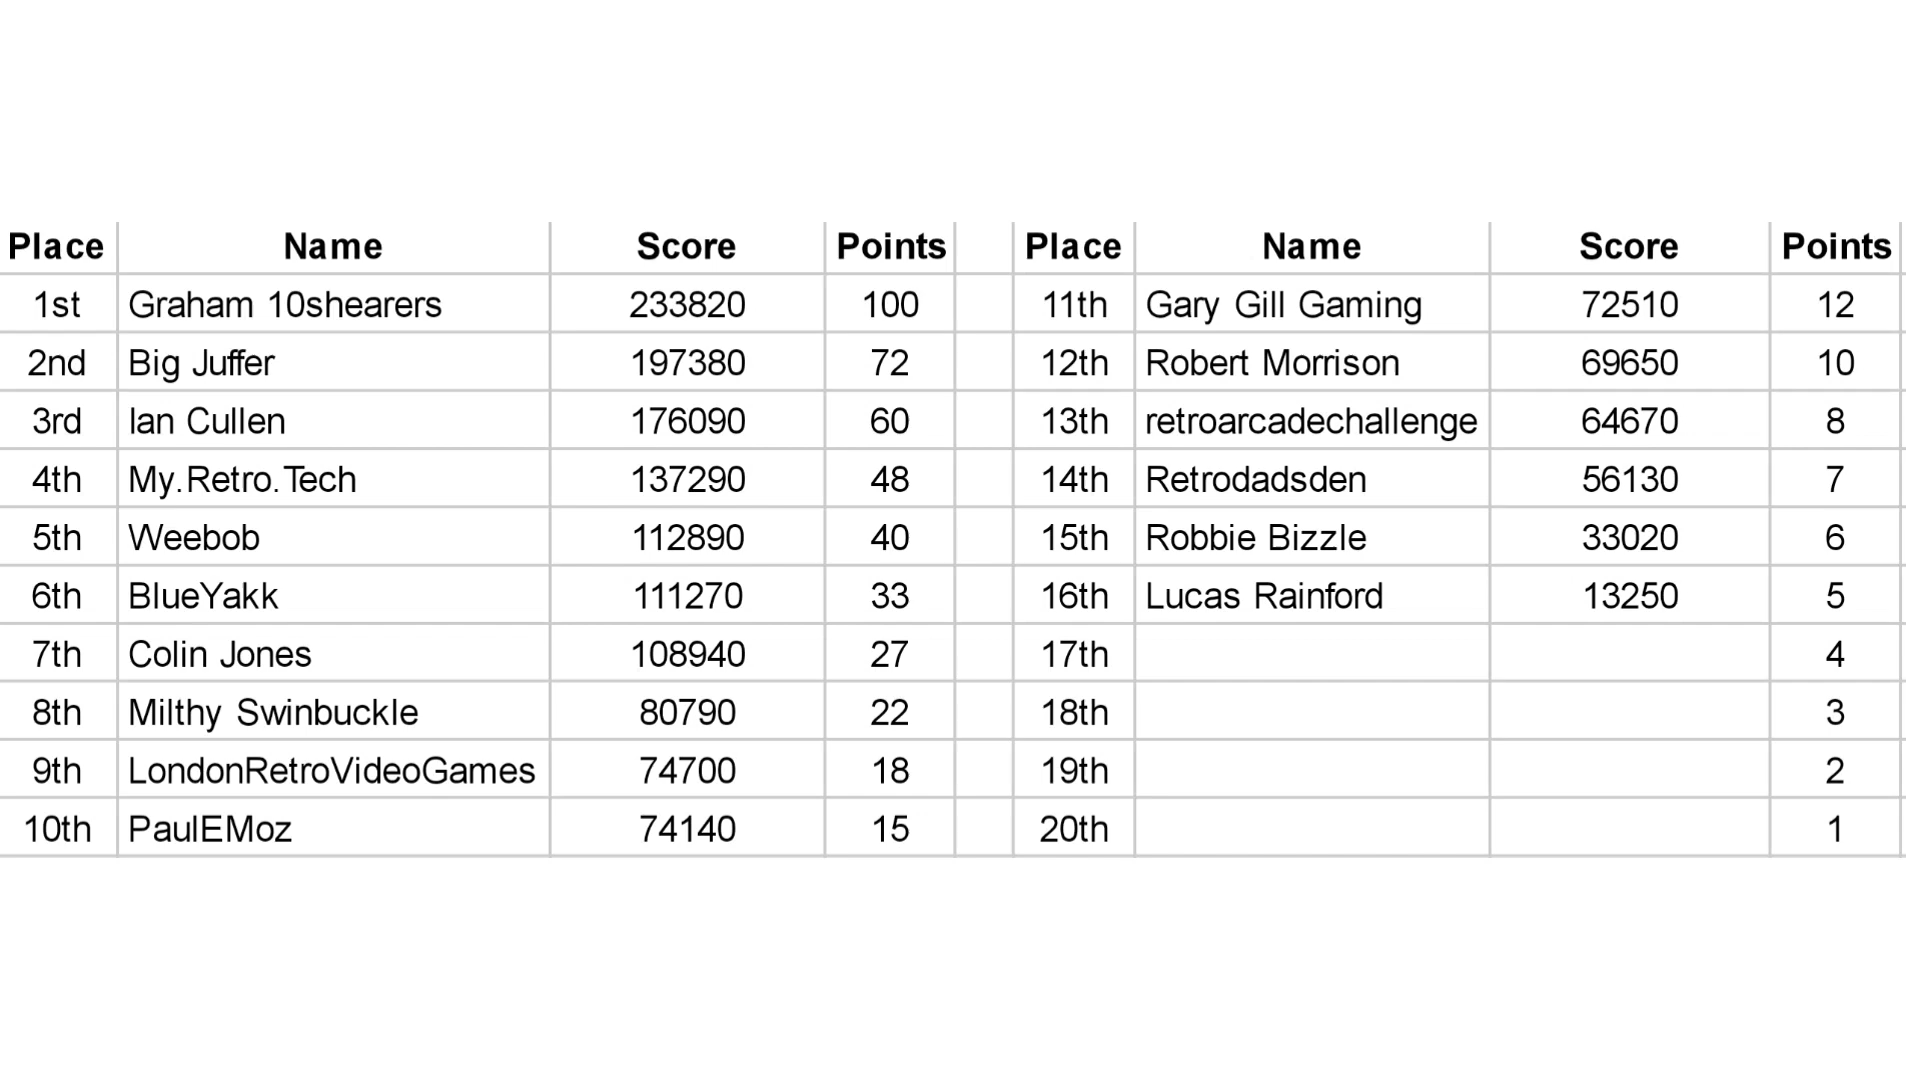 Place Name Score Points Place Name Score Points
1st Graham 10shearers 233820 100 11th Gary Gill Gaming 72510 12
2nd Big Juffer 197380 72 12th Robert Morrison 69650 10
3rd Ian Cullen 176090 60 13th retroarcadechallenge 64670 8
4th My.Retro.Tech 137290 48 14th Retrodadsden 56130 7
5th Weebob 112890 40 15th Robbie Bizzle 33020 6
6th BlueYakk 111270 33 16th Lucas Rainford 13250 5
7th Colin Jones 108940 27 17th 4
8th Milthy Swinbuckle 80790 22 18th 3
9th LondonRetroVideoGames 74700 18 19th 2
10th PaulEMoz 74140 15 20th 1